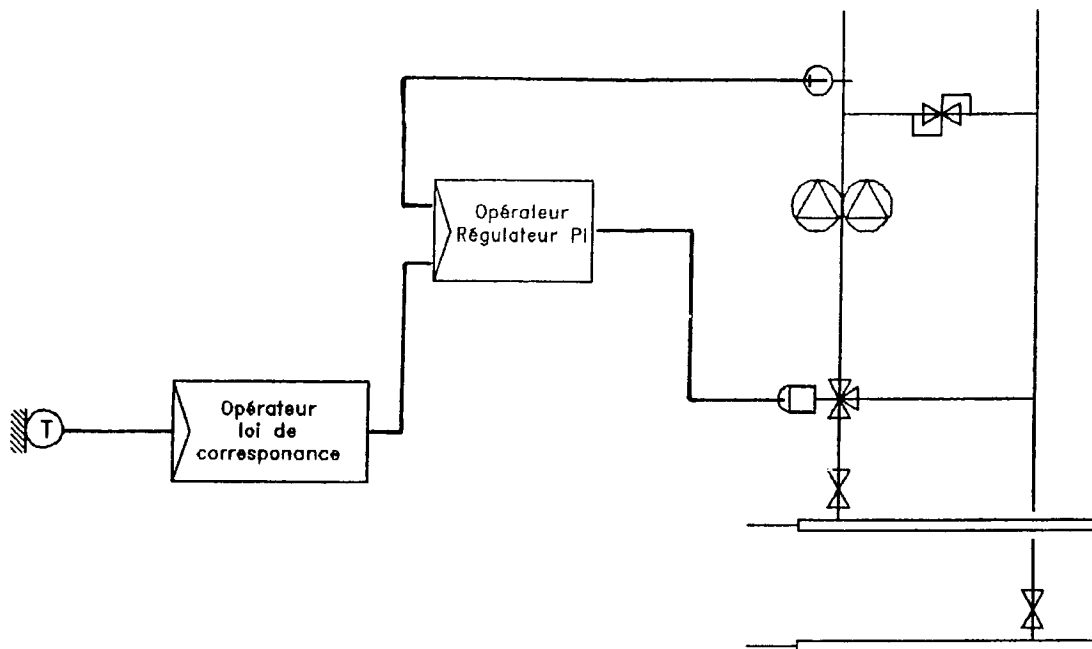 Opérateur
Régulateur PI
Opérateur
loi de
corresponance
T